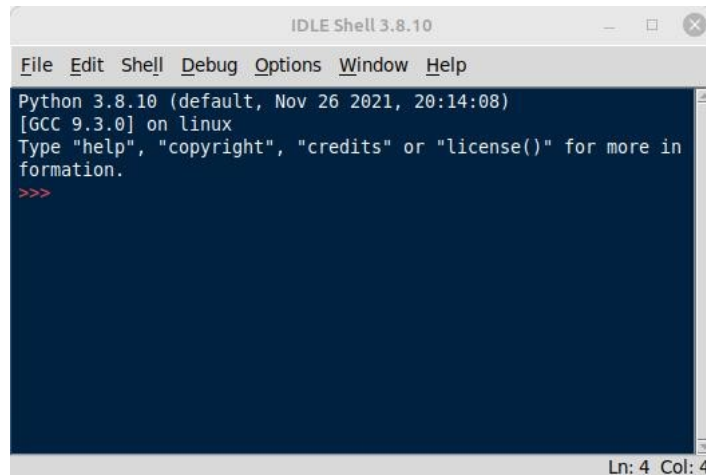 IDLE Shell 3.8.10
File Edit Shell Debug Options Window Help
Python 3.8.10 (default, Nov 26 2021, 20:14:08)
[GCC 9.3.0] on linux
Type "help", "copyright", "credits" or "license()" for more in
formation.
>>>
Ln: 4 Col: 4